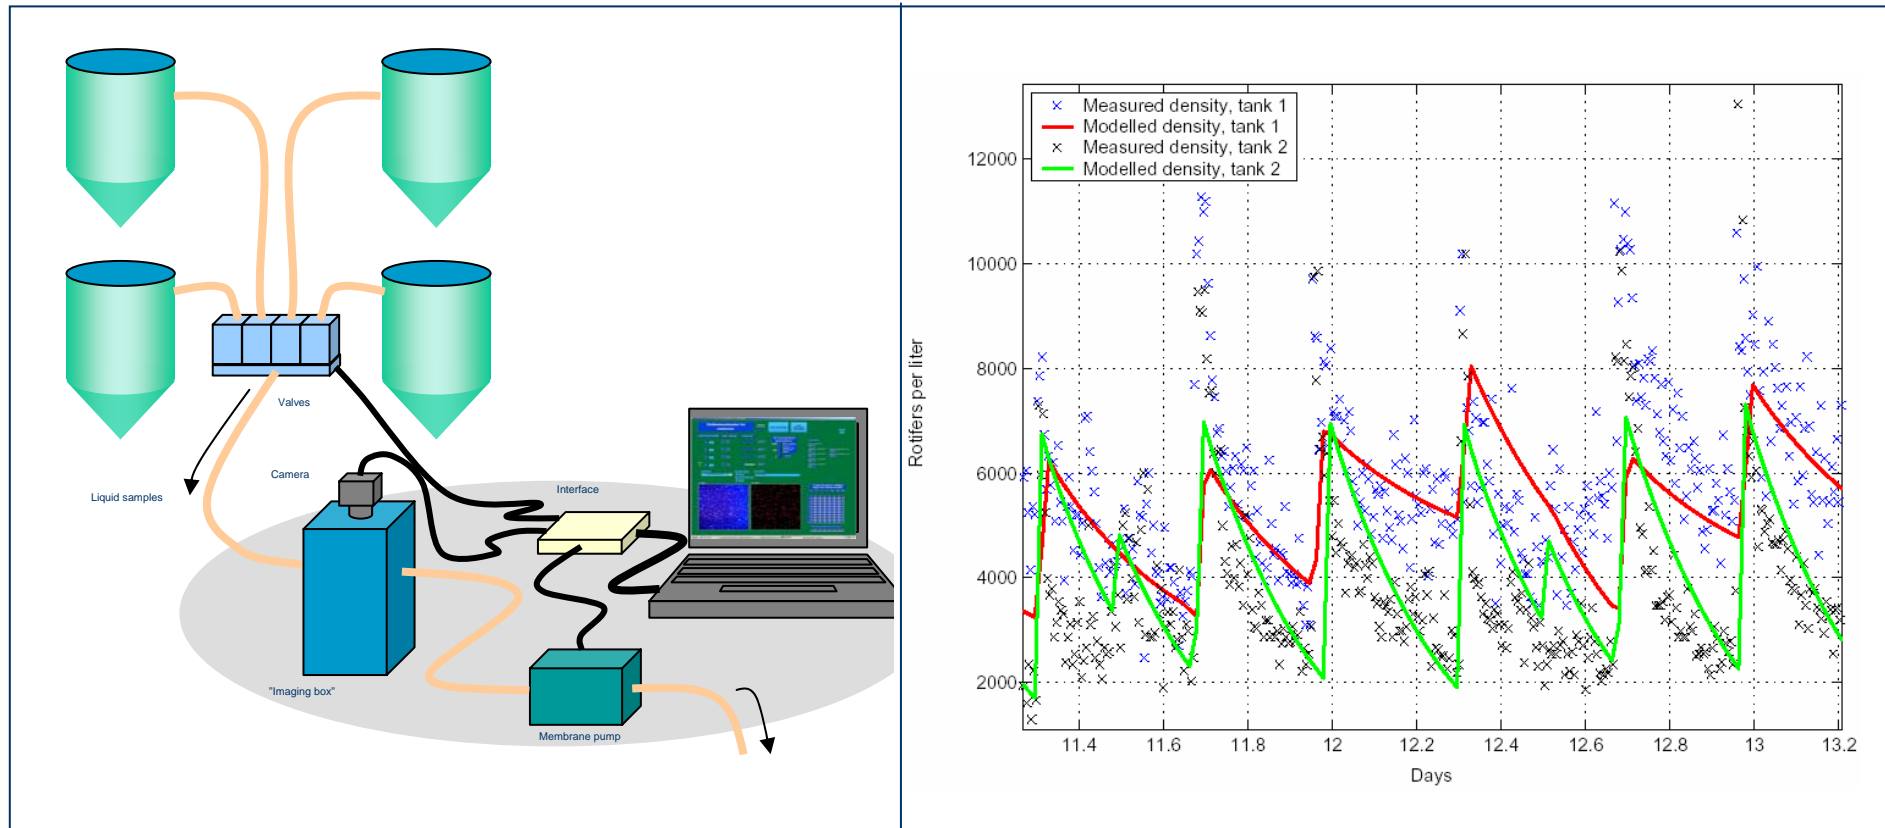 Valves
Camera
Liquid samples
Interface
"Imaging box"
Membrane pump
Measured density, tank 1
Modelled density, tank 1
Measured density, tank 2
Modelled density, tank 2
12000
10000
8000
6000
4000
2000
Rotifers per liter
11.4 11.6 11.8 12 12.2 12.4 12.6 12.8 13 13.2
Days